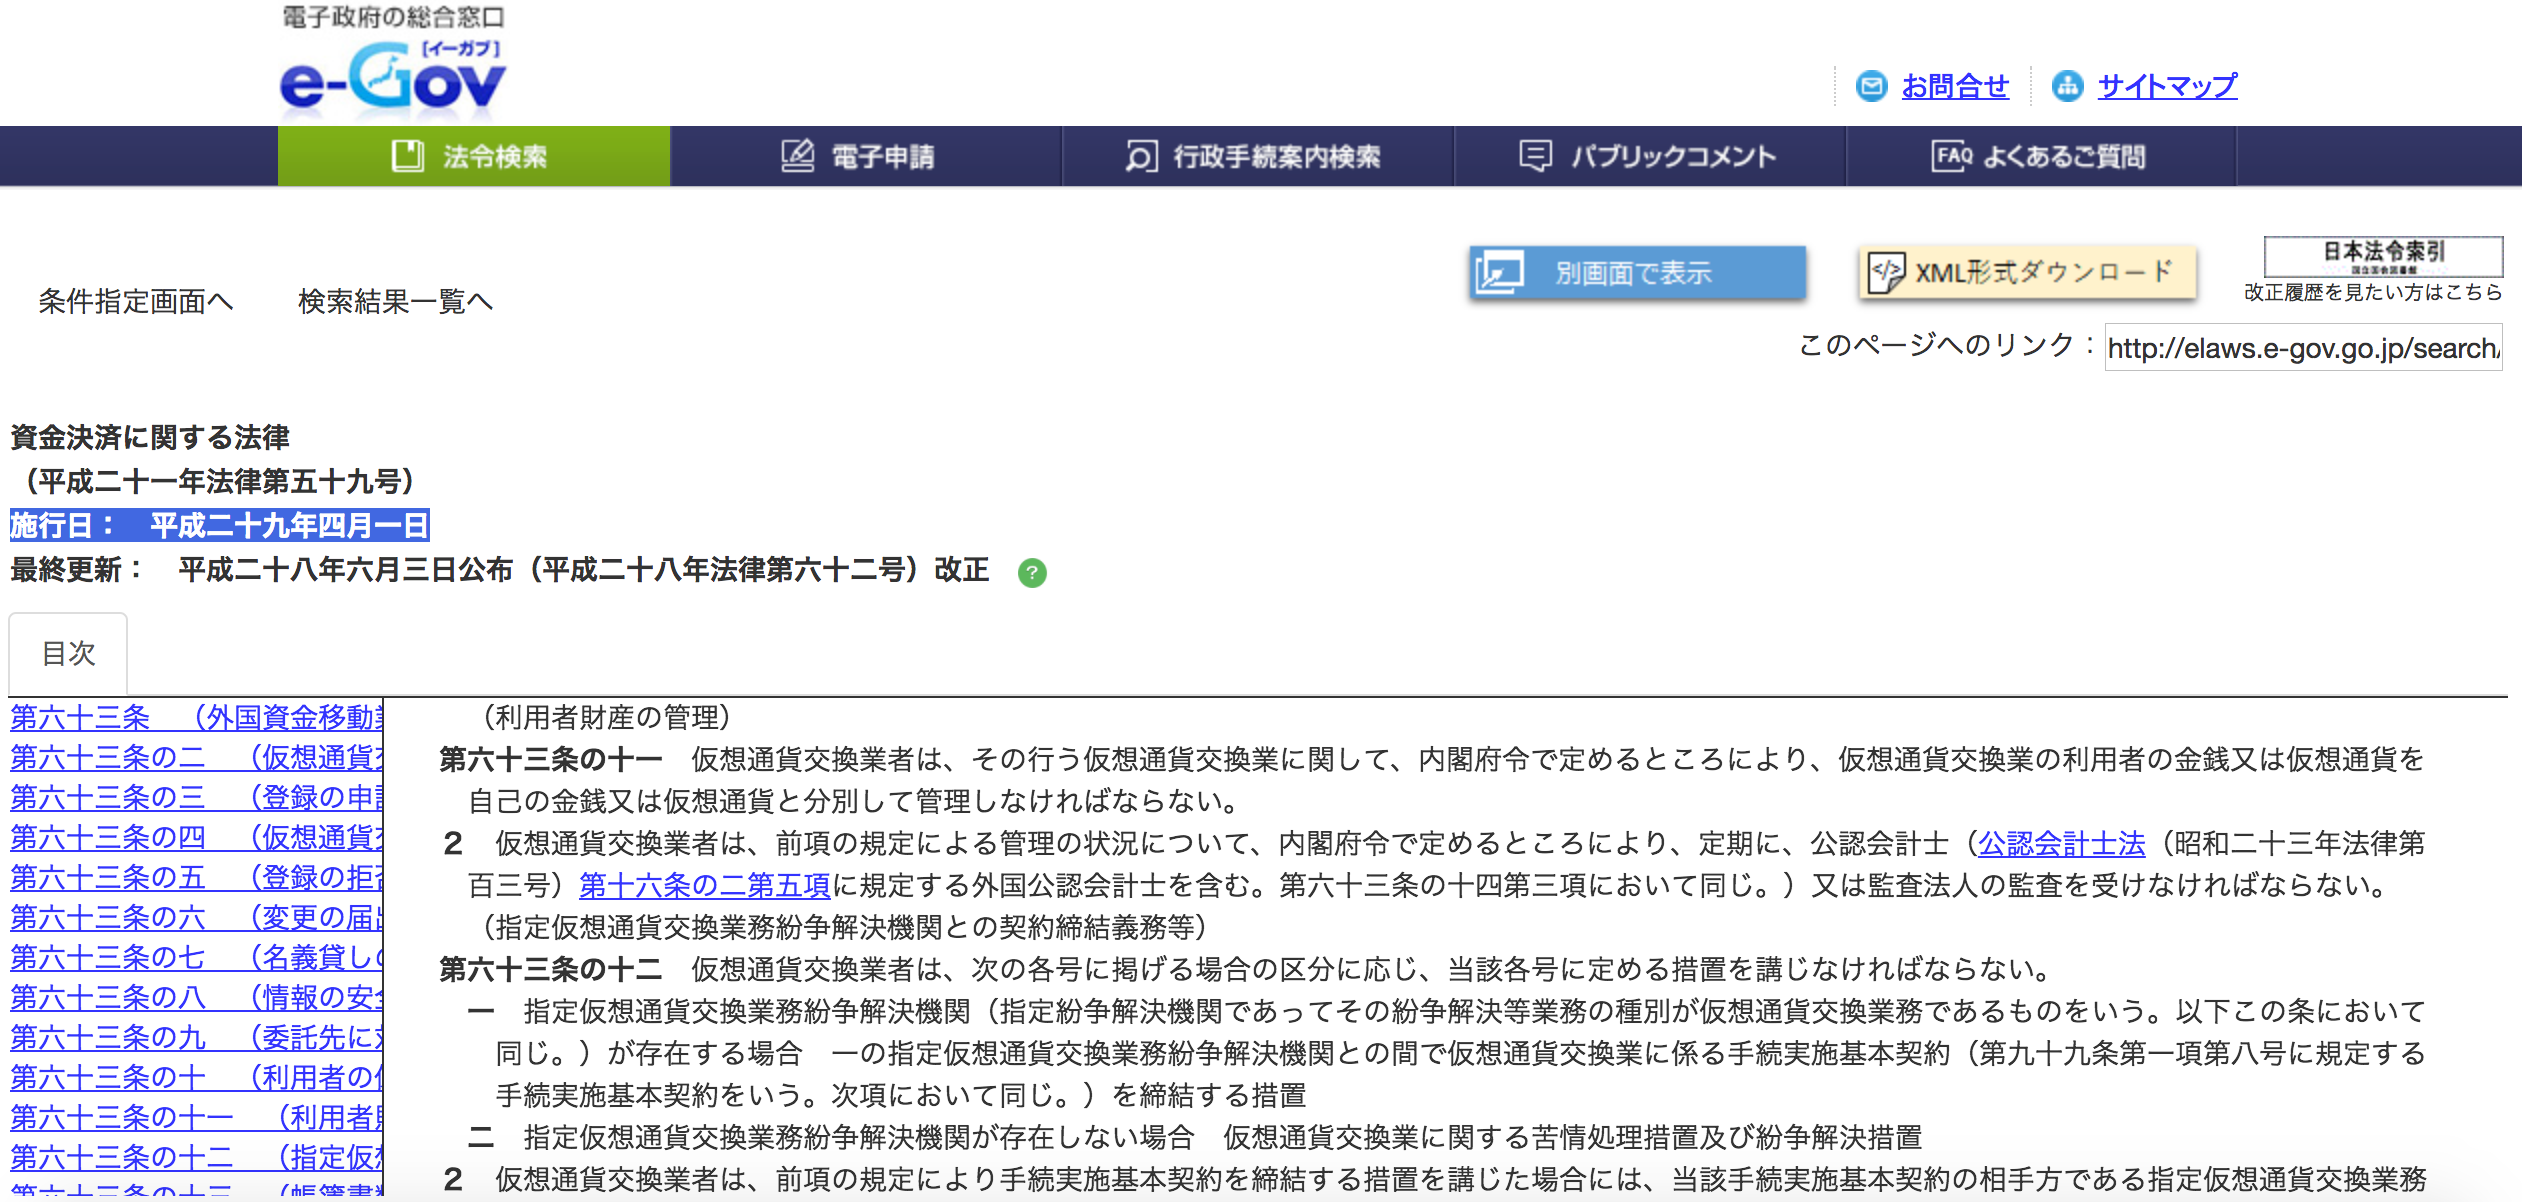 電子政府の総合窓口
[イーガブ]
e-Gov
お問合せ
サイトマップ
法令検索
電子申請
行政手続案内検索
パブリックコメント
FAQ よくあるご質問
条件指定画面へ
検索結果一覧へ
別画面で表示
</> XML形式ダウンロード
日本法令索引
国立国会図書館
改正履歴を見たい方はこちら
このページへのリンク：
http://elaws.e-gov.go.jp/search/
資金決済に関する法律
（平成二十一年法律第五十九号）
施行日：　平成二十九年四月一日
最終更新：　平成二十八年六月三日公布（平成二十八年法律第六十二号）改正
?
目次
第六十三条　（外国資金移動
第六十三条の二　（仮想通貨
第六十三条の三　（登録の申
第六十三条の四　（仮想通貨
第六十三条の五　（登録の拒
第六十三条の六　（変更の届
第六十三条の七　（名義貸し
第六十三条の八　（情報の安
第六十三条の九　（委託先に
第六十三条の十　（利用者の
第六十三条の十一　（利用者
第六十三条の十二　（指定仮
第六十三条の十三　（帳簿書
（利用者財産の管理）
第六十三条の十一　仮想通貨交換業者は、その行う仮想通貨交換業に関して、内閣府令で定めるところにより、仮想通貨交換業の利用者の金銭又は仮想通貨を
自己の金銭又は仮想通貨と分別して管理しなければならない。
２　仮想通貨交換業者は、前項の規定による管理の状況について、内閣府令で定めるところにより、定期に、公認会計士（公認会計士法（昭和二十三年法律第
百三号）第十六条の二第五項に規定する外国公認会計士を含む。第六十三条の十四第三項において同じ。）又は監査法人の監査を受けなければならない。
（指定仮想通貨交換業務紛争解決機関との契約締結義務等）
第六十三条の十二　仮想通貨交換業者は、次の各号に掲げる場合の区分に応じ、当該各号に定める措置を講じなければならない。
一　指定仮想通貨交換業務紛争解決機関（指定紛争解決機関であってその紛争解決等業務の種別が仮想通貨交換業務であるものをいう。以下この条において
同じ。）が存在する場合　一の指定仮想通貨交換業務紛争解決機関との間で仮想通貨交換業に係る手続実施基本契約（第九十九条第一項第八号に規定する
手続実施基本契約をいう。次項において同じ。）を締結する措置
二　指定仮想通貨交換業務紛争解決機関が存在しない場合　仮想通貨交換業に関する苦情処理措置及び紛争解決措置
２　仮想通貨交換業者は、前項の規定により手続実施基本契約を締結する措置を講じた場合には、当該手続実施基本契約の相手方である指定仮想通貨交換業務